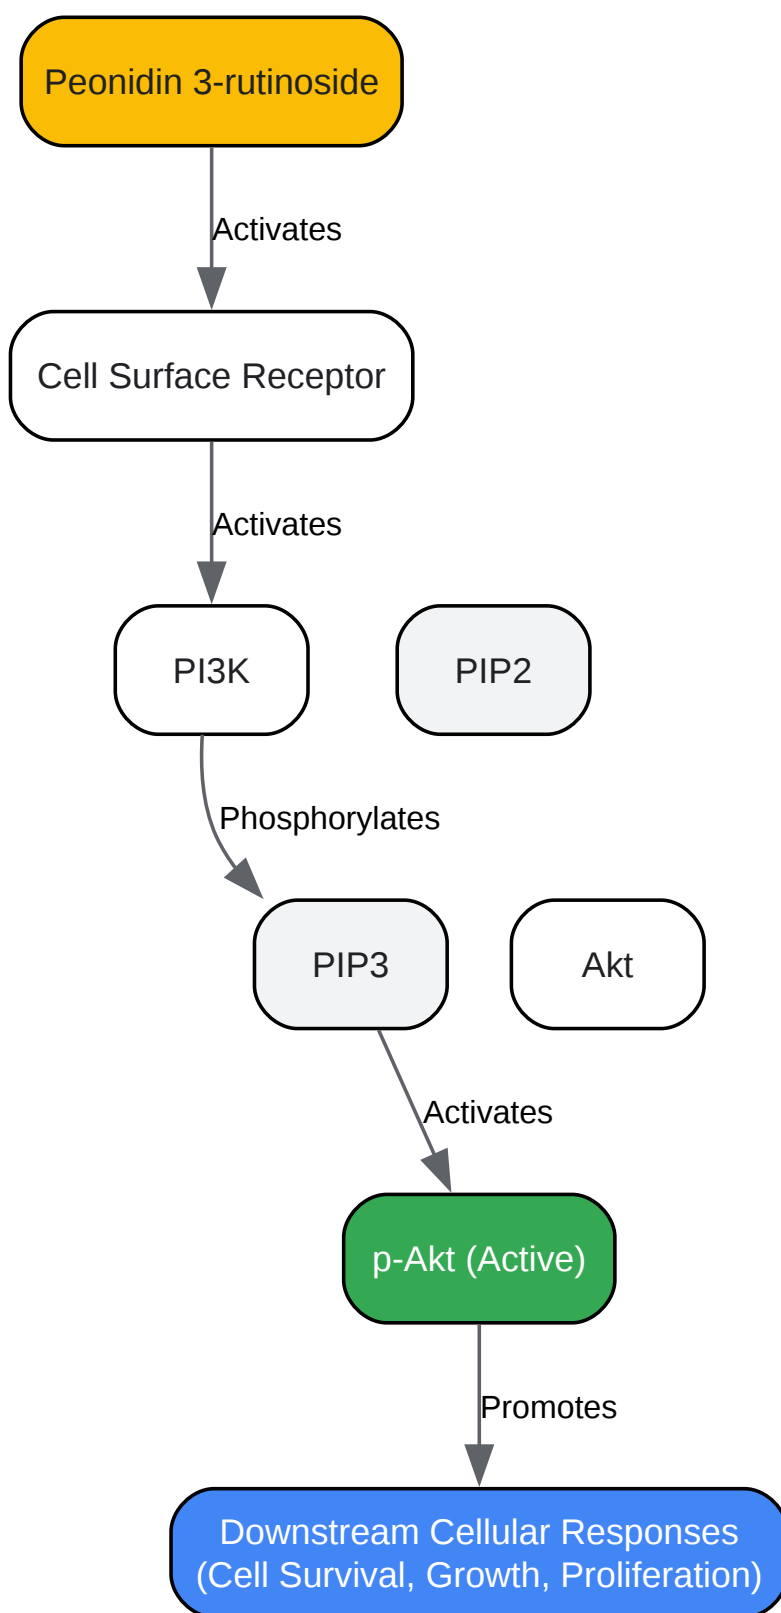 Peonidin 3-rutinoside
Activates
Cell Surface Receptor
Activates
PI3K
PIP2
Phosphorylates
PIP3
Akt
Activates
p-Akt (Active)
Promotes
Downstream Cellular Responses
(Cell Survival, Growth, Proliferation)